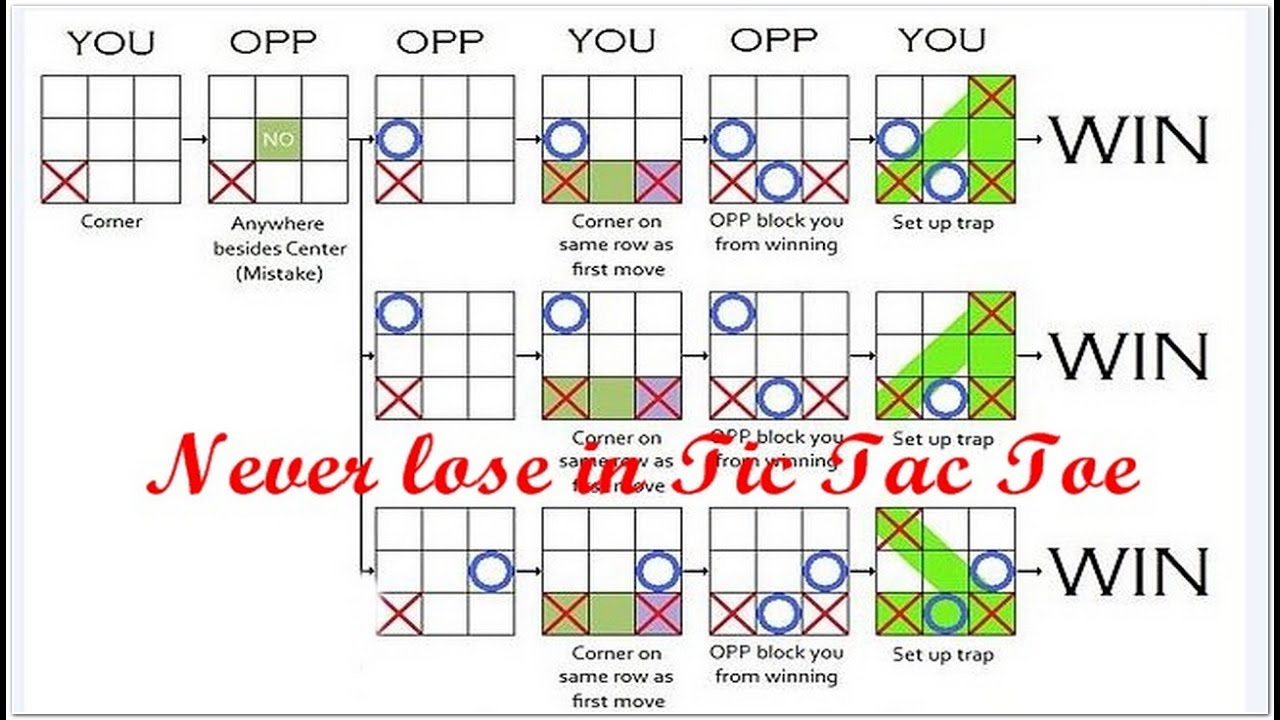 YOU OPP OPP YOU OPP YOU
NO
WIN
Corner
Anywhere
besides Center
(Mistake)
Corner on
same row as
first move
OPP block you
from winning
Set up trap
WIN
Corner on
same row as
first move
OPP block you
from winning
Set up trap
Never lose in Tic Tac Toe
WIN
Corner on
same row as
first move
OPP block you
from winning
Set up trap